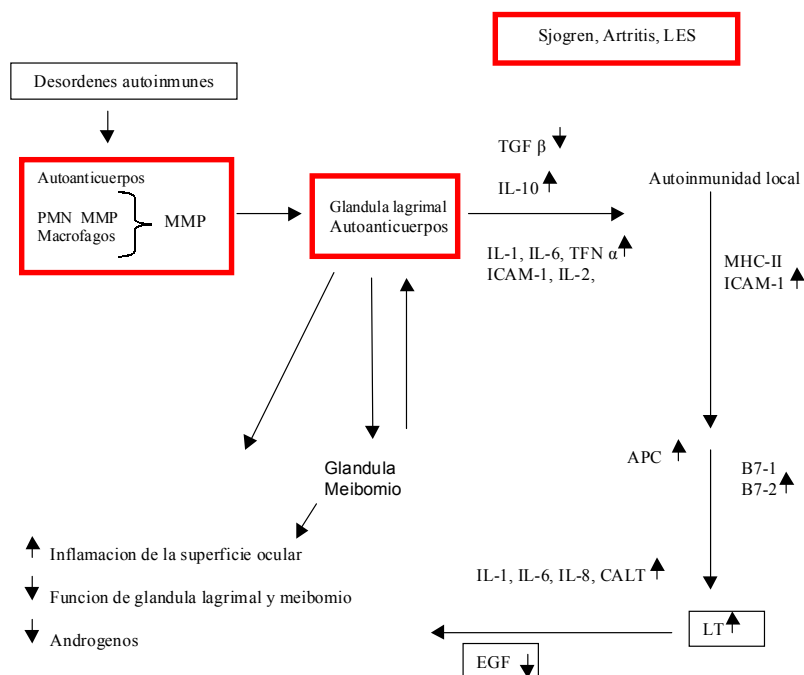 Sjogren, Artritis, LES
Desordenes autoinmunes
Autoanticuerpos
PMN MMP
Macrofagos
MMP
Glandula lagrimal
Autoanticuerpos
TGF β
IL-10
IL-1, IL-6, TFN α
ICAM-1, IL-2,
Autoinmunidad local
MHC-II
ICAM-1
APC
B7-1
B7-2
Glandula
Meibomio
Inflamacion de la superficie ocular
Funcion de glandula lagrimal y meibomio
Androgenos
IL-1, IL-6, IL-8, CALT
LT
EGF